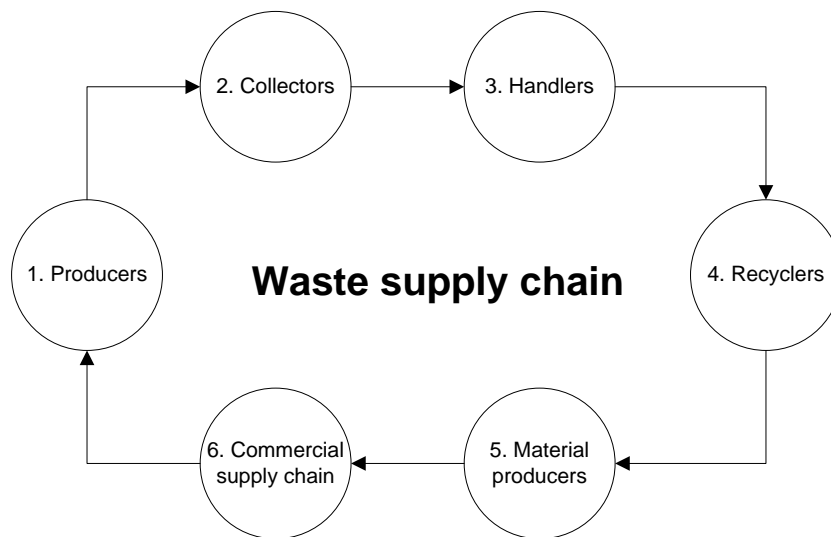 2. Collectors
3. Handlers
1. Producers
Waste supply chain
4. Recyclers
6. Commercial
supply chain
5. Material
producers